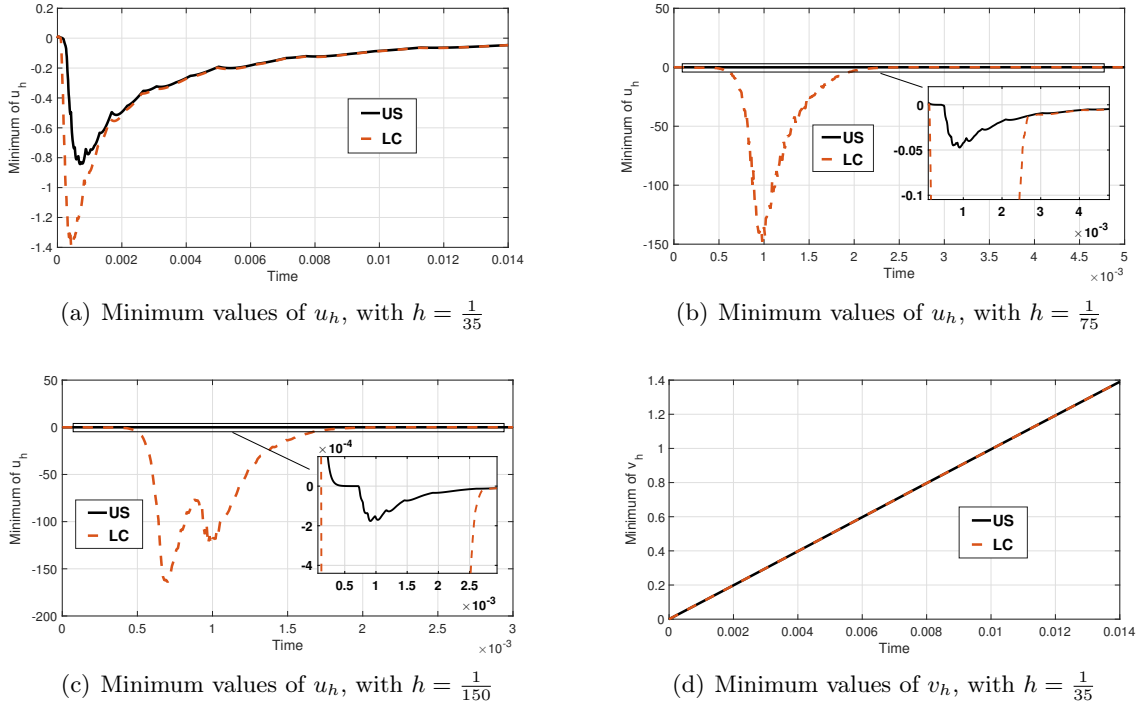 0.2
0
-0.2
-0.4
-0.6
-0.8
-1
-1.2
-1.4
Minimum of u_h
US
LC
0 0.002 0.004 0.006 0.008 0.01 0.012 0.014
Time
(a) Minimum values of u_h, with h = 1/35
50
0
-50
-100
-150
Minimum of u_h
US
LC
0
-0.05
-0.1
1 2 3 4
×10^-3
0 0.5 1 1.5 2 2.5 3 3.5 4 4.5 5
Time
×10^-3
(b) Minimum values of u_h, with h = 1/75
50
0
-50
-100
-150
-200
Minimum of u_h
US
LC
×10^-4
0
-2
-4
0.5 1 1.5 2 2.5
×10^-3
0 0.5 1 1.5 2 2.5 3
Time
×10^-3
(c) Minimum values of u_h, with h = 1/150
1.4
1.2
1
0.8
0.6
0.4
0.2
0
Minimum of v_h
US
LC
0 0.002 0.004 0.006 0.008 0.01 0.012 0.014
Time
(d) Minimum values of v_h, with h = 1/35